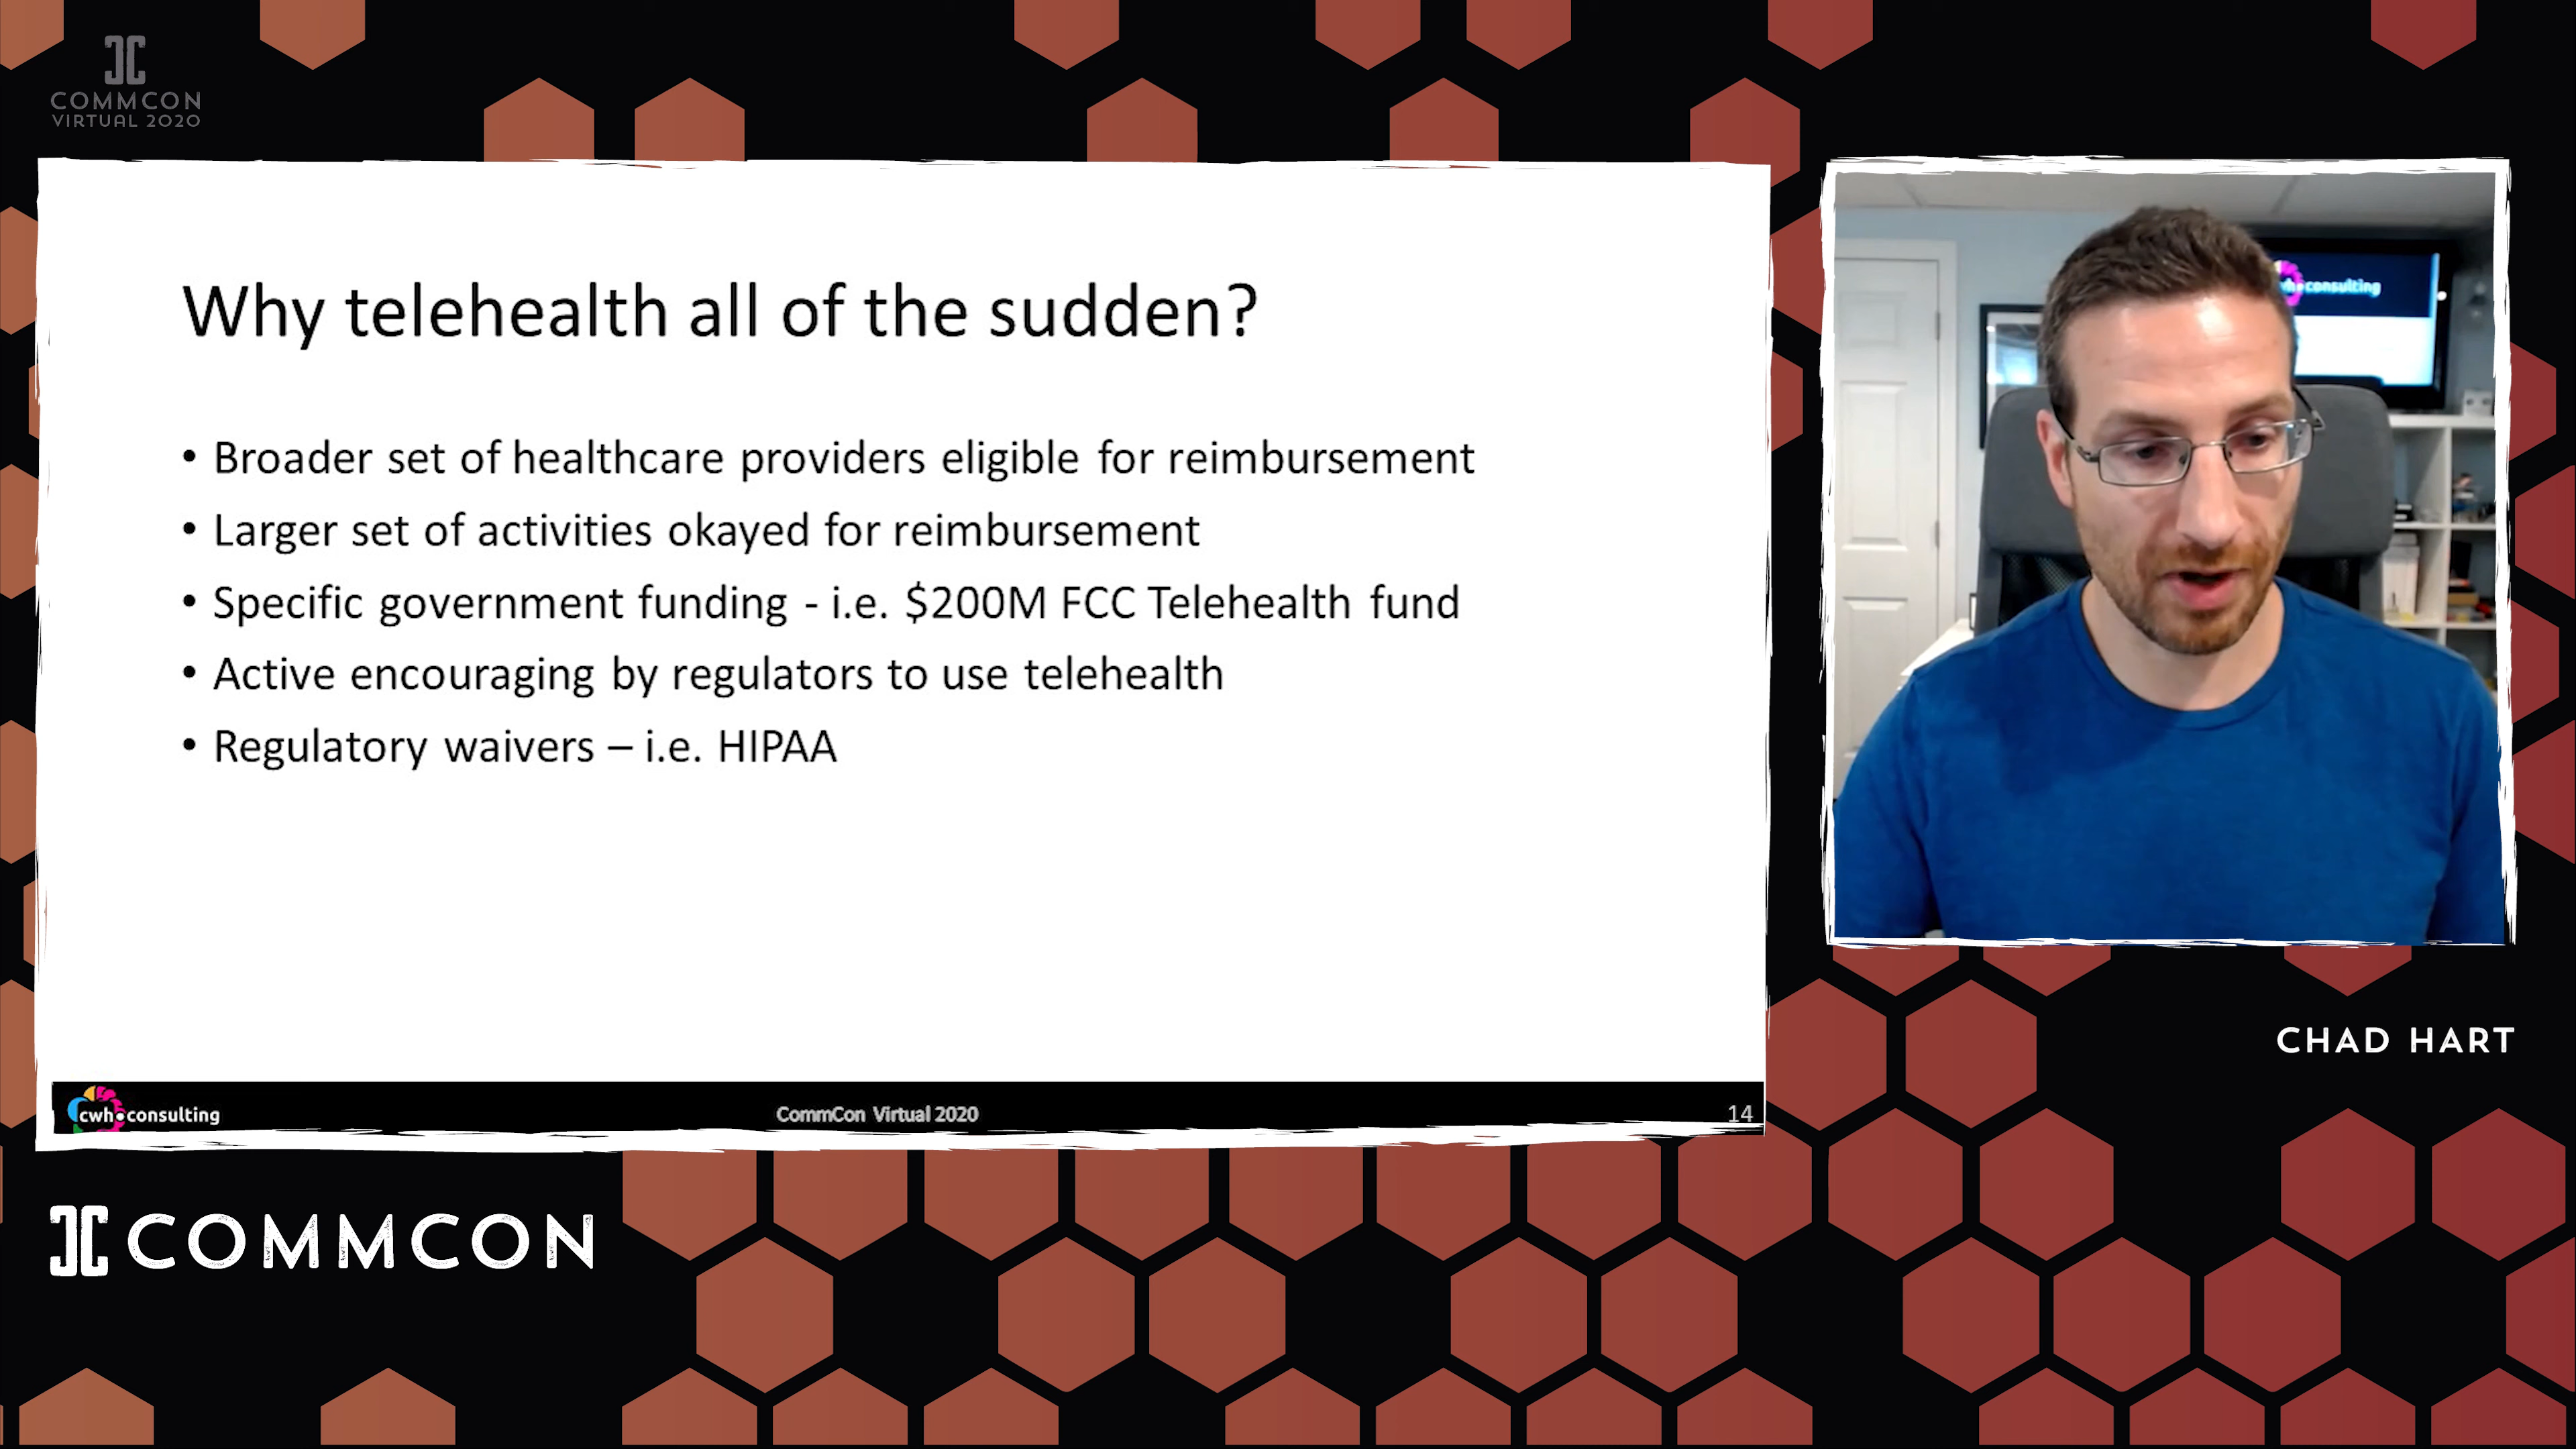 COMMCON
VIRTUAL 2020
Why telehealth all of the sudden?
• Broader set of healthcare providers eligible for reimbursement
• Larger set of activities okayed for reimbursement
• Specific government funding - i.e. $200M FCC Telehealth fund
• Active encouraging by regulators to use telehealth
• Regulatory waivers – i.e. HIPAA
cwh consulting
CommCon Virtual 2020
14
consulting
CHAD HART
COMMCON